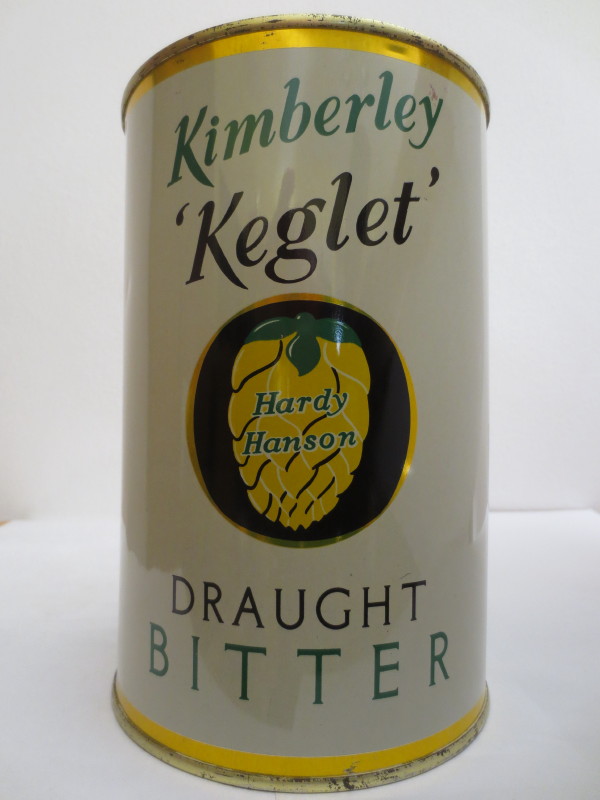 Kimberley
‘Keglet’
Hardy
Hanson
DRAUGHT
BITTER